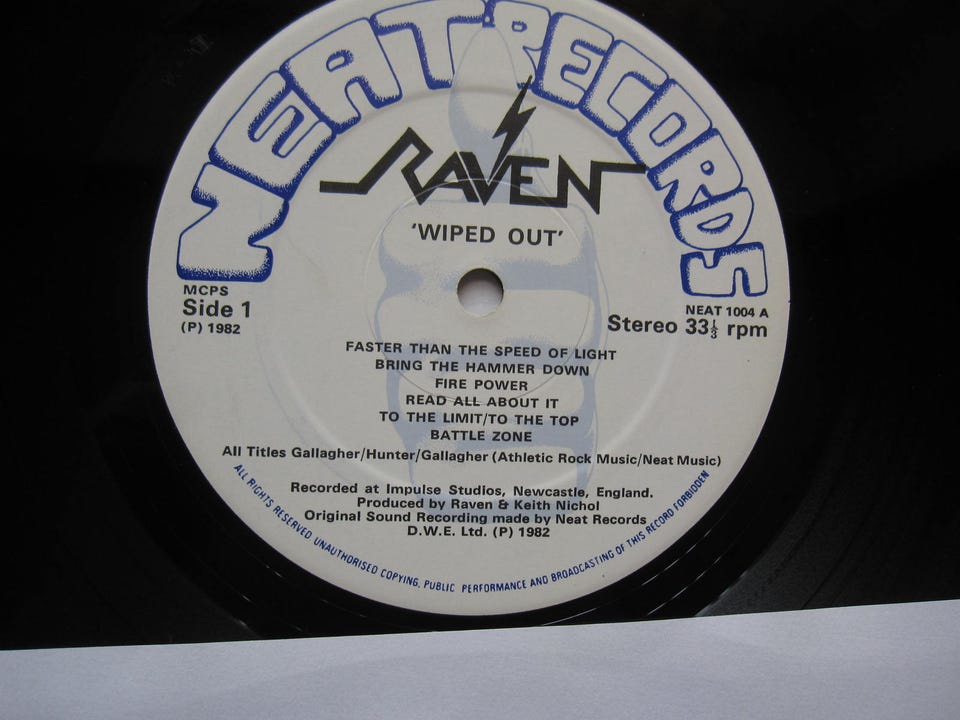 NEAT RECORDS
RAVEN
'WIPED OUT'
MCPS
Side 1
(P) 1982
NEAT 1004 A
Stereo 33⅓ rpm
FASTER THAN THE SPEED OF LIGHT
BRING THE HAMMER DOWN
FIRE POWER
READ ALL ABOUT IT
TO THE LIMIT/TO THE TOP
BATTLE ZONE
All Titles Gallagher/Hunter/Gallagher (Athletic Rock Music/Neat Music)
Recorded at Impulse Studios, Newcastle, England.
Produced by Raven & Keith Nichol
Original Sound Recording made by Neat Records
D.W.E. Ltd. (P) 1982
ALL RIGHTS RESERVED UNAUTHORISED COPYING, PUBLIC PERFORMANCE AND BROADCASTING OF THIS RECORD FORBIDDEN